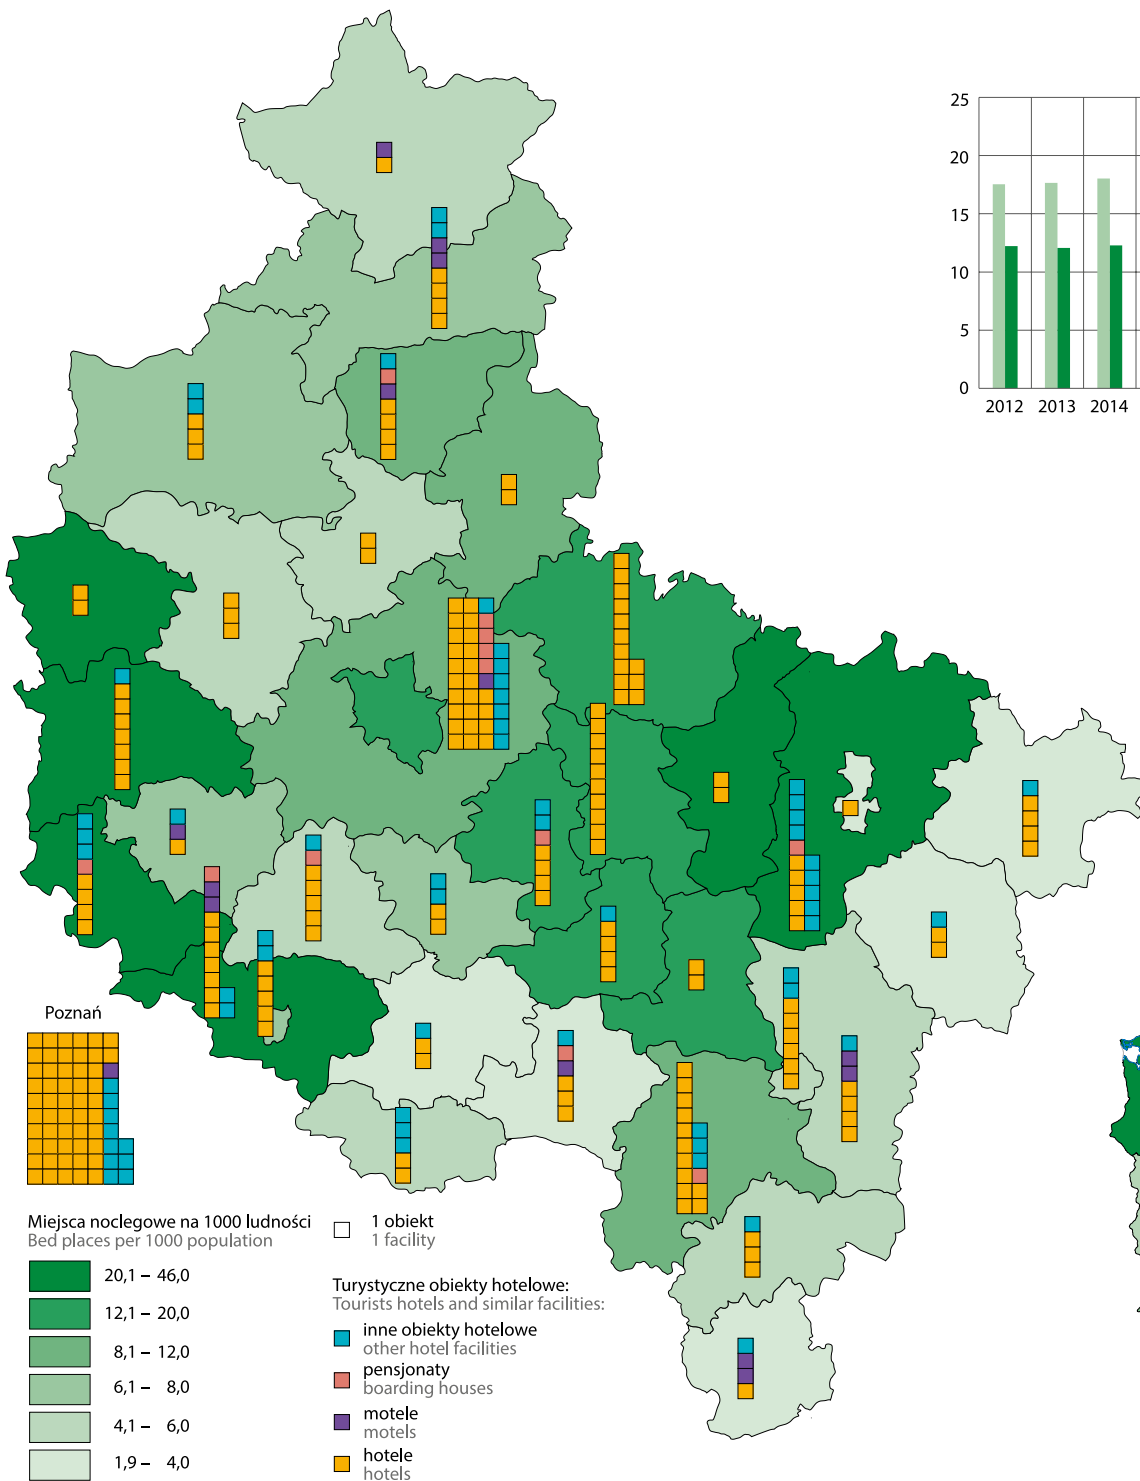 25
20
15
10
5
0
2012 2013 2014
Poznań
Miejsca noclegowe na 1000 ludności
Bed places per 1000 population
20,1 – 46,0
12,1 – 20,0
8,1 – 12,0
6,1 – 8,0
4,1 – 6,0
1,9 – 4,0
1 obiekt
1 facility
Turystyczne obiekty hotelowe:
Tourists hotels and similar facilities:
inne obiekty hotelowe
other hotel facilities
pensjonaty
boarding houses
motele
motels
hotele
hotels